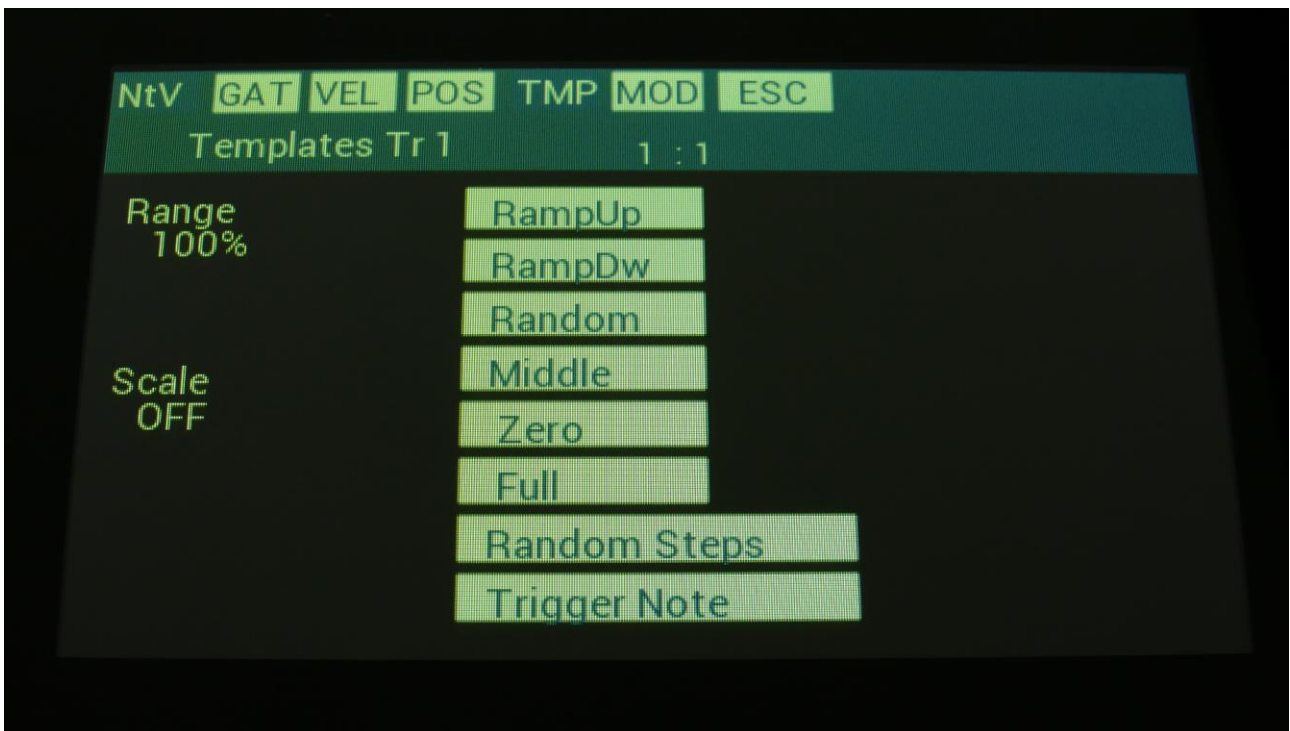 NtV GAT VEL POS TMP MOD ESC
Templates Tr 1 1 : 1
Range
100%
RampUp
RampDw
Random
Scale
OFF
Middle
Zero
Full
Random Steps
Trigger Note